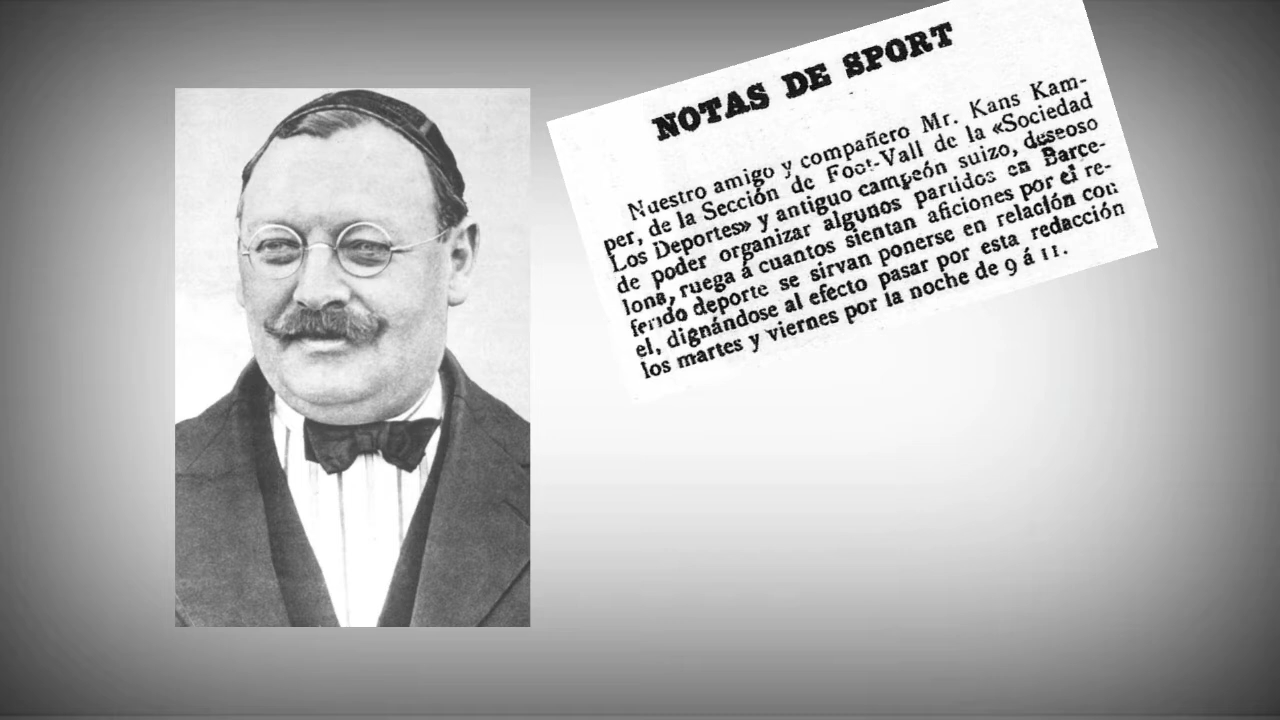 NOTAS DE SPORT
Nuestro amigo y compañero Mr. Kans Kam-
per, de la Sección de Foot-Vall de la «Sociedad
Los Deportes» y antiguo campeón suizo, deseoso
de poder organizar algunos partidos en Barce-
lona, ruega á cuantos sientan aficiones por el re-
ferido deporte se sirvan ponerse en relación con
el, dignándose al efecto pasar por esta redacción
los martes y viernes por la noche de 9 á 11.